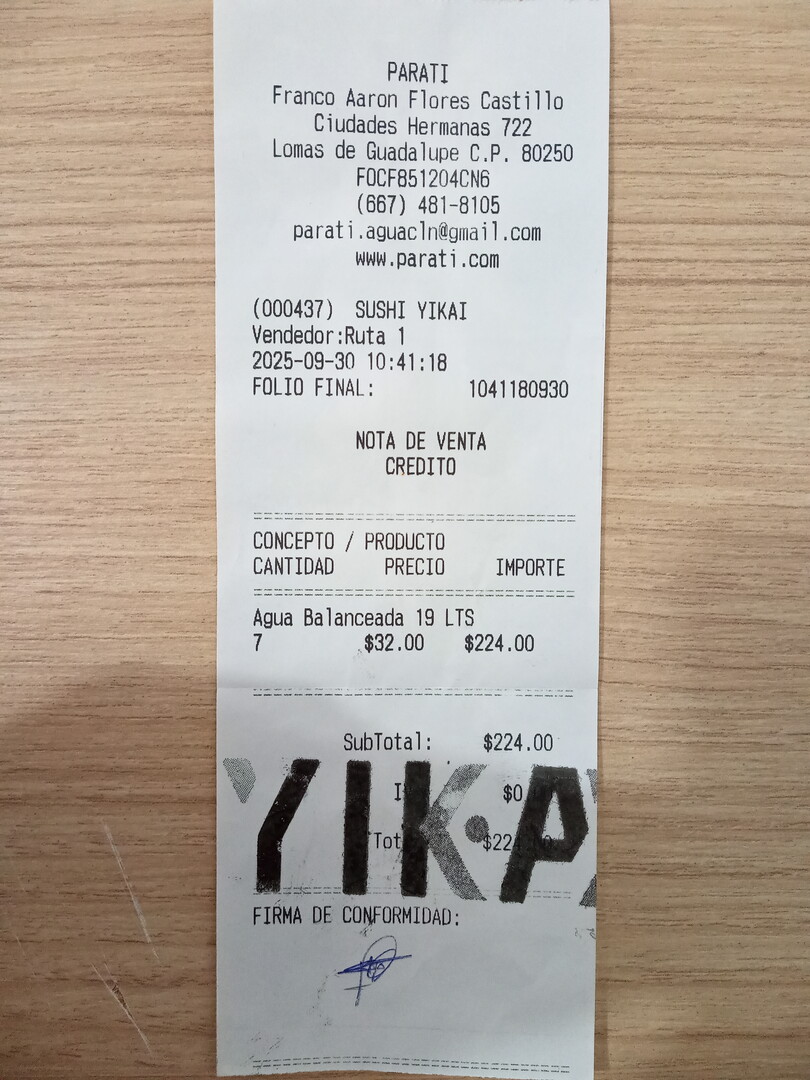 PARATI
Franco Aaron Flores Castillo
Ciudades Hermanas 722
Lomas de Guadalupe C.P. 80250
FOCF851204CN6
(667) 481-8105
parati.aguacln@gmail.com
www.parati.com
(000437) SUSHI YIKAI
Vendedor:Ruta 1
2025-09-30 10:41:18
FOLIO FINAL: 1041180930
NOTA DE VENTA
CREDITO
CONCEPTO / PRODUCTO
CANTIDAD PRECIO IMPORTE
Agua Balanceada 19 LTS
7 $32.00 $224.00
SubTotal: $224.00
YIK
FIRMA DE CONFORMIDAD: